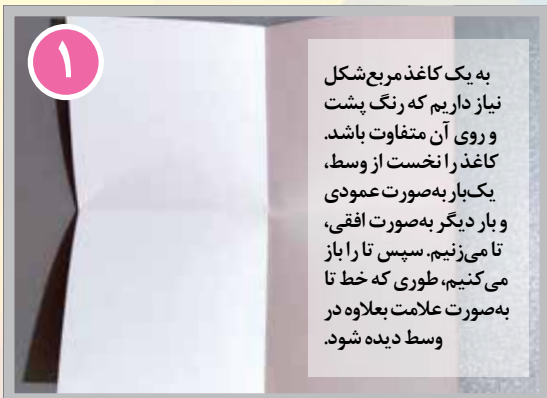 ۱
به یک کاغذ مربع‌شکل
نیاز داریم که رنگ پشت
و روی آن متفاوت باشد.
کاغذ را نخست از وسط،
یک‌بار به‌صورت عمودی
و بار دیگر به‌صورت افقی،
تا می‌زنیم. سپس تا را باز
می‌کنیم، طوری که خط تا
به‌صورت علامت بعلاوه در
وسط دیده شود.